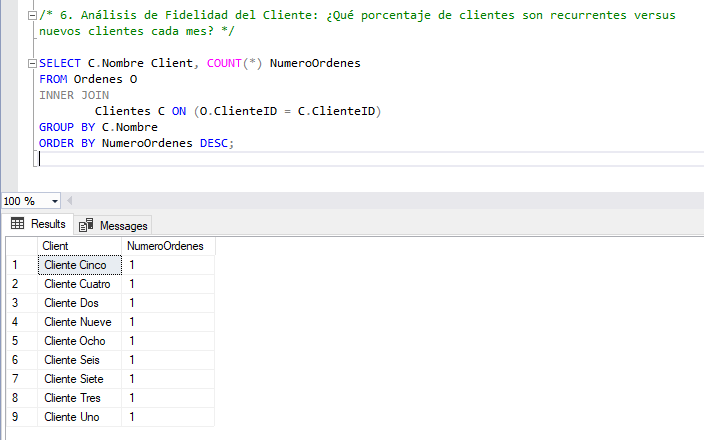 /* 6. Análisis de Fidelidad del Cliente: ¿Qué porcentaje de clientes son recurrentes versus
nuevos clientes cada mes? */
SELECT C.Nombre Client, COUNT(*) NumeroOrdenes
FROM Ordenes O
INNER JOIN
Clientes C ON (O.ClienteID = C.ClienteID)
GROUP BY C.Nombre
ORDER BY NumeroOrdenes DESC;
100 %
Results Messages
Client NumeroOrdenes
1 Cliente Cinco 1
2 Cliente Cuatro 1
3 Cliente Dos 1
4 Cliente Nueve 1
5 Cliente Ocho 1
6 Cliente Seis 1
7 Cliente Siete 1
8 Cliente Tres 1
9 Cliente Uno 1